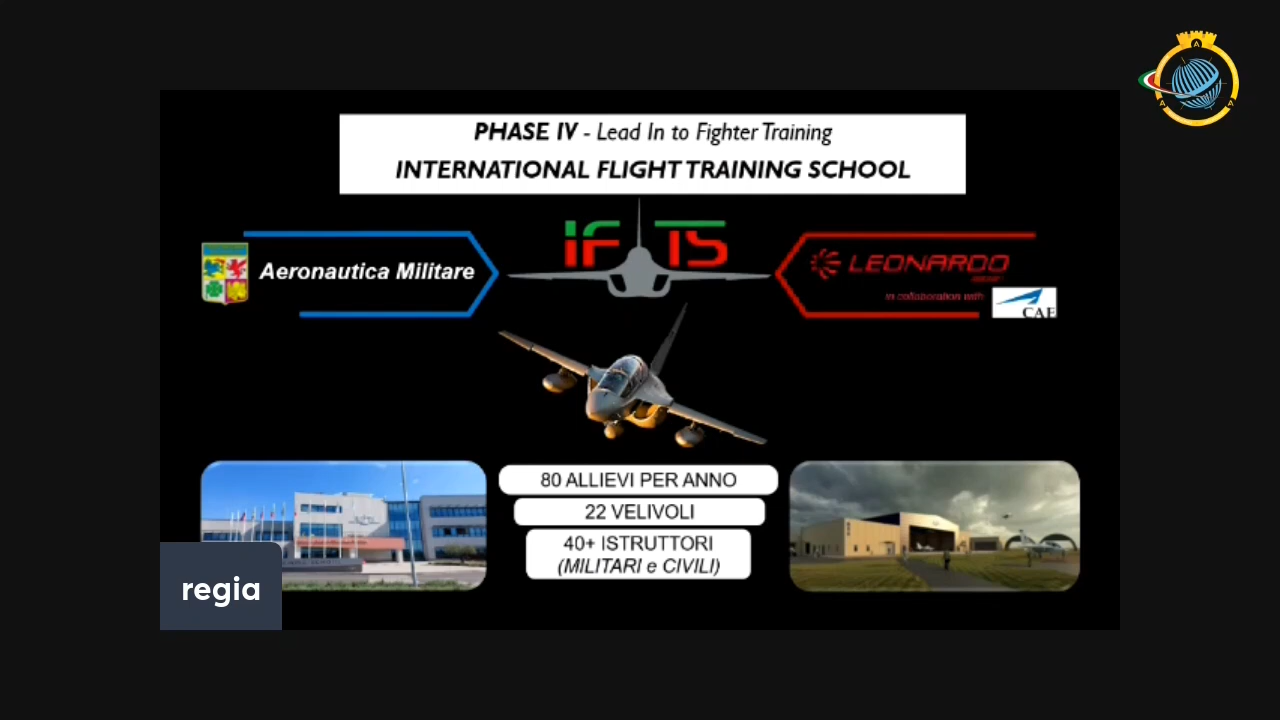 PHASE IV - Lead In to Fighter Training
INTERNATIONAL FLIGHT TRAINING SCHOOL
IFTS
Aeronautica Militare
LEONARDO
in collaboration with
CAE
80 ALLIEVI PER ANNO
22 VELIVOLI
40+ ISTRUTTORI
(MILITARI e CIVILI)
regia